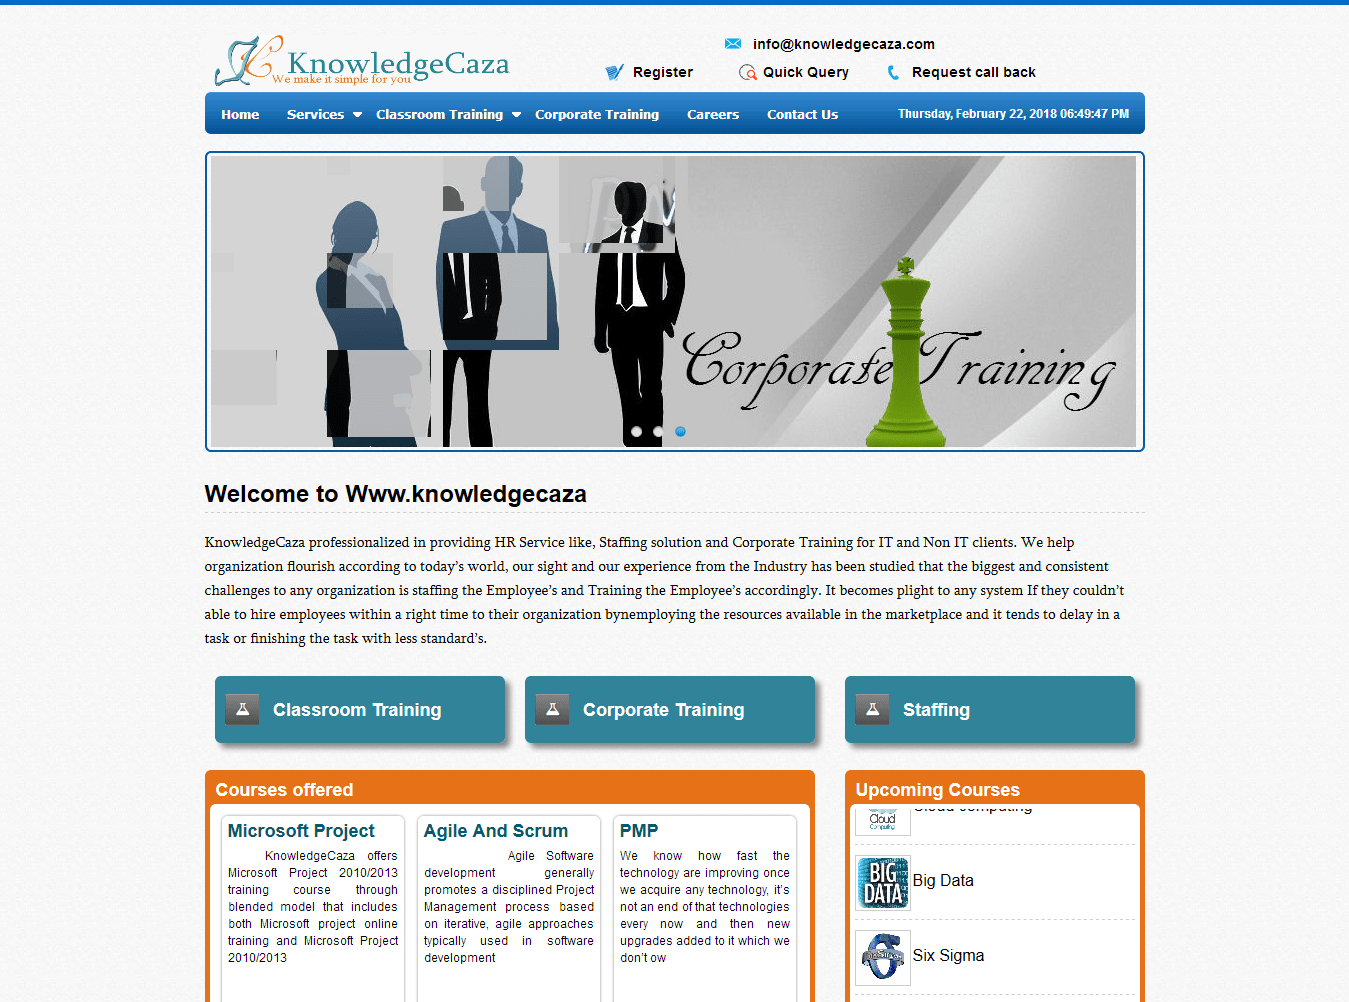 KnowledgeCaza
We make it simple for you
info@knowledgecaza.com
Register
Quick Query
Request call back
Home
Services
Classroom Training
Corporate Training
Careers
Contact Us
Thursday, February 22, 2018 06:49:47 PM
Corporate Training
Welcome to Www.knowledgecaza
KnowledgeCaza professionalized in providing HR Service like, Staffing solution and Corporate Training for IT and Non IT clients. We help
organization flourish according to today's world, our sight and our experience from the Industry has been studied that the biggest and consistent
challenges to any organization is staffing the Employee's and Training the Employee's accordingly. It becomes plight to any system If they couldn't
able to hire employees within a right time to their organization bynemploying the resources available in the marketplace and it tends to delay in a
task or finishing the task with less standard's.
Classroom Training
Corporate Training
Staffing
Courses offered
Microsoft Project
KnowledgeCaza offers
Microsoft Project 2010/2013
training course through
blended model that includes
both Microsoft project online
training and Microsoft Project
2010/2013
Agile And Scrum
Agile Software
development generally
promotes a disciplined Project
Management process based
on iterative, agile approaches
typically used in software
development
PMP
We know how fast the
technology are improving once
we acquire any technology, it's
not an end of that technologies
every now and then new
upgrades added to it which we
don't ow
Upcoming Courses
Cloud
Computing
Cloud computing
BIG
DATA
Big Data
Six Sigma